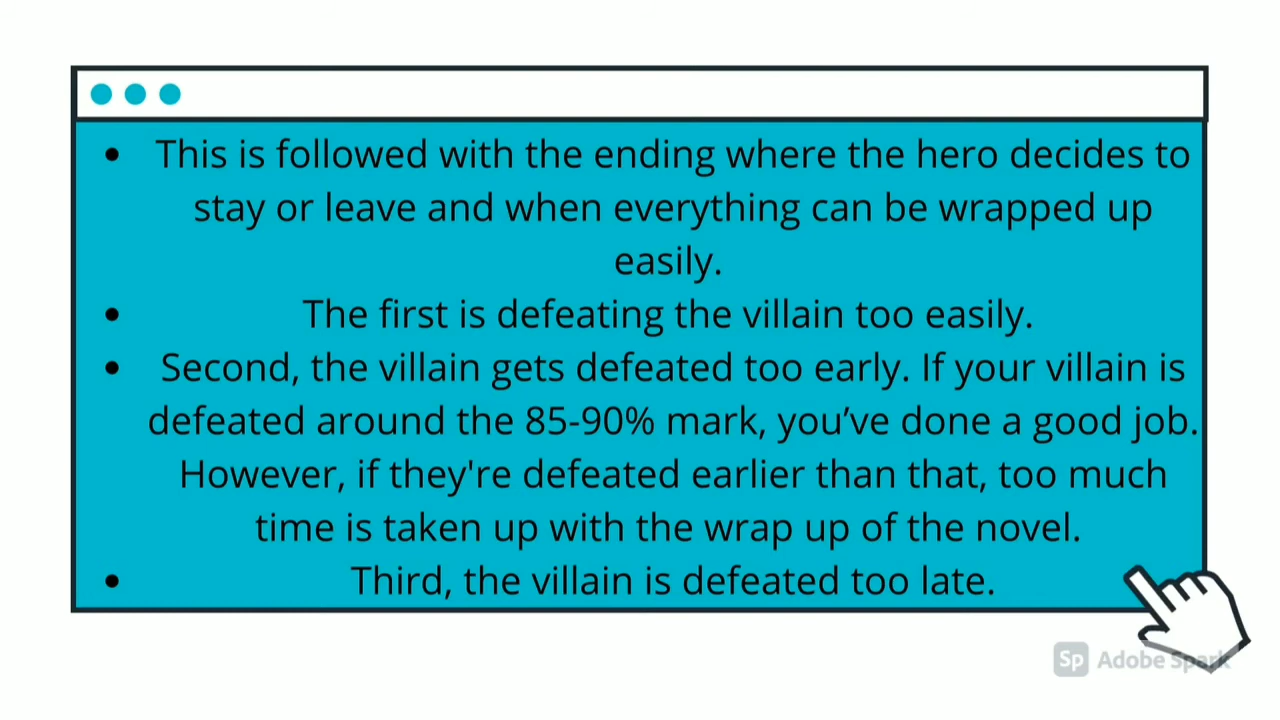 • This is followed with the ending where the hero decides to
stay or leave and when everything can be wrapped up
easily.
• The first is defeating the villain too easily.
• Second, the villain gets defeated too early. If your villain is
defeated around the 85-90% mark, you’ve done a good job.
However, if they're defeated earlier than that, too much
time is taken up with the wrap up of the novel.
• Third, the villain is defeated too late.
Sp Adobe Spark